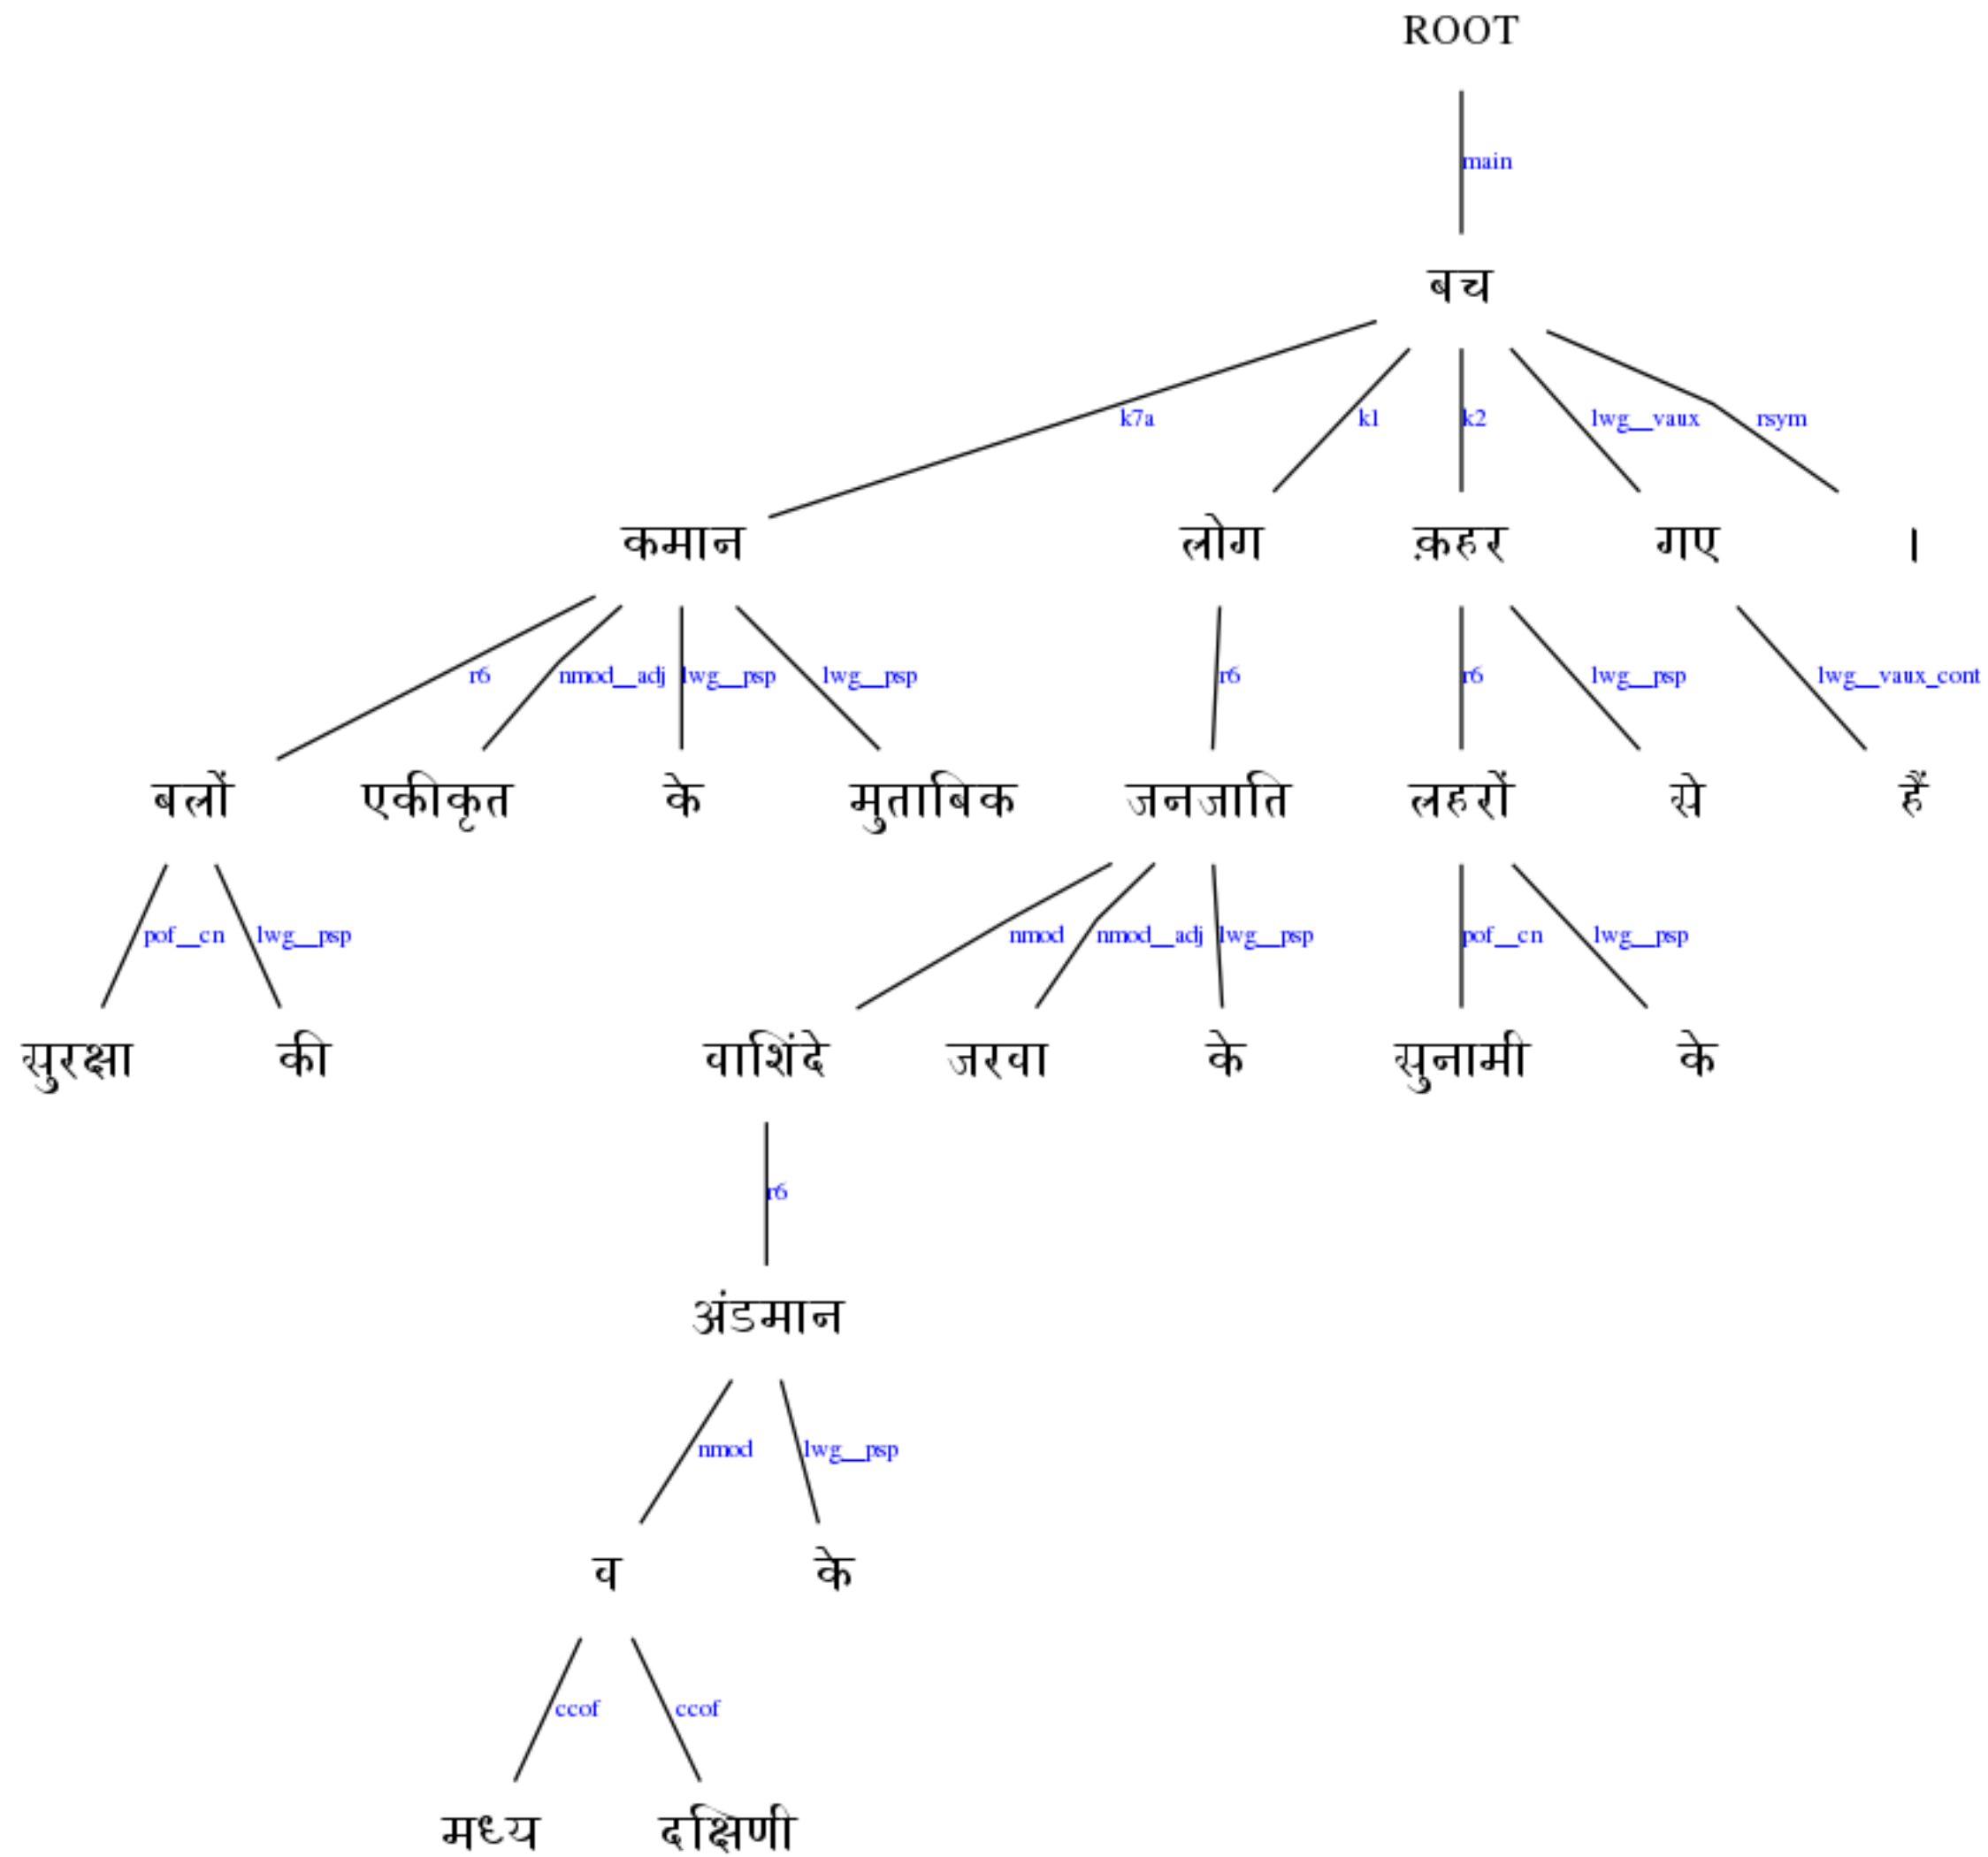 ROOT
main
बच
k7a k1 k2 lwg__vaux rsym
कमान लोग क़हर गए ।
r6 nmod__adj lwg__psp lwg__psp r6 r6 lwg__psp lwg__vaux_cont
बलों एकीकृत के मुताबिक जनजाति लहरों से हैं
pof__cn lwg__psp nmod nmod__adj lwg__psp pof__cn lwg__psp
सुरक्षा की वाशिंदे जरवा के सुनामी के
r6
अंडमान
nmod lwg__psp
व के
ccof ccof
मध्य दक्षिणी